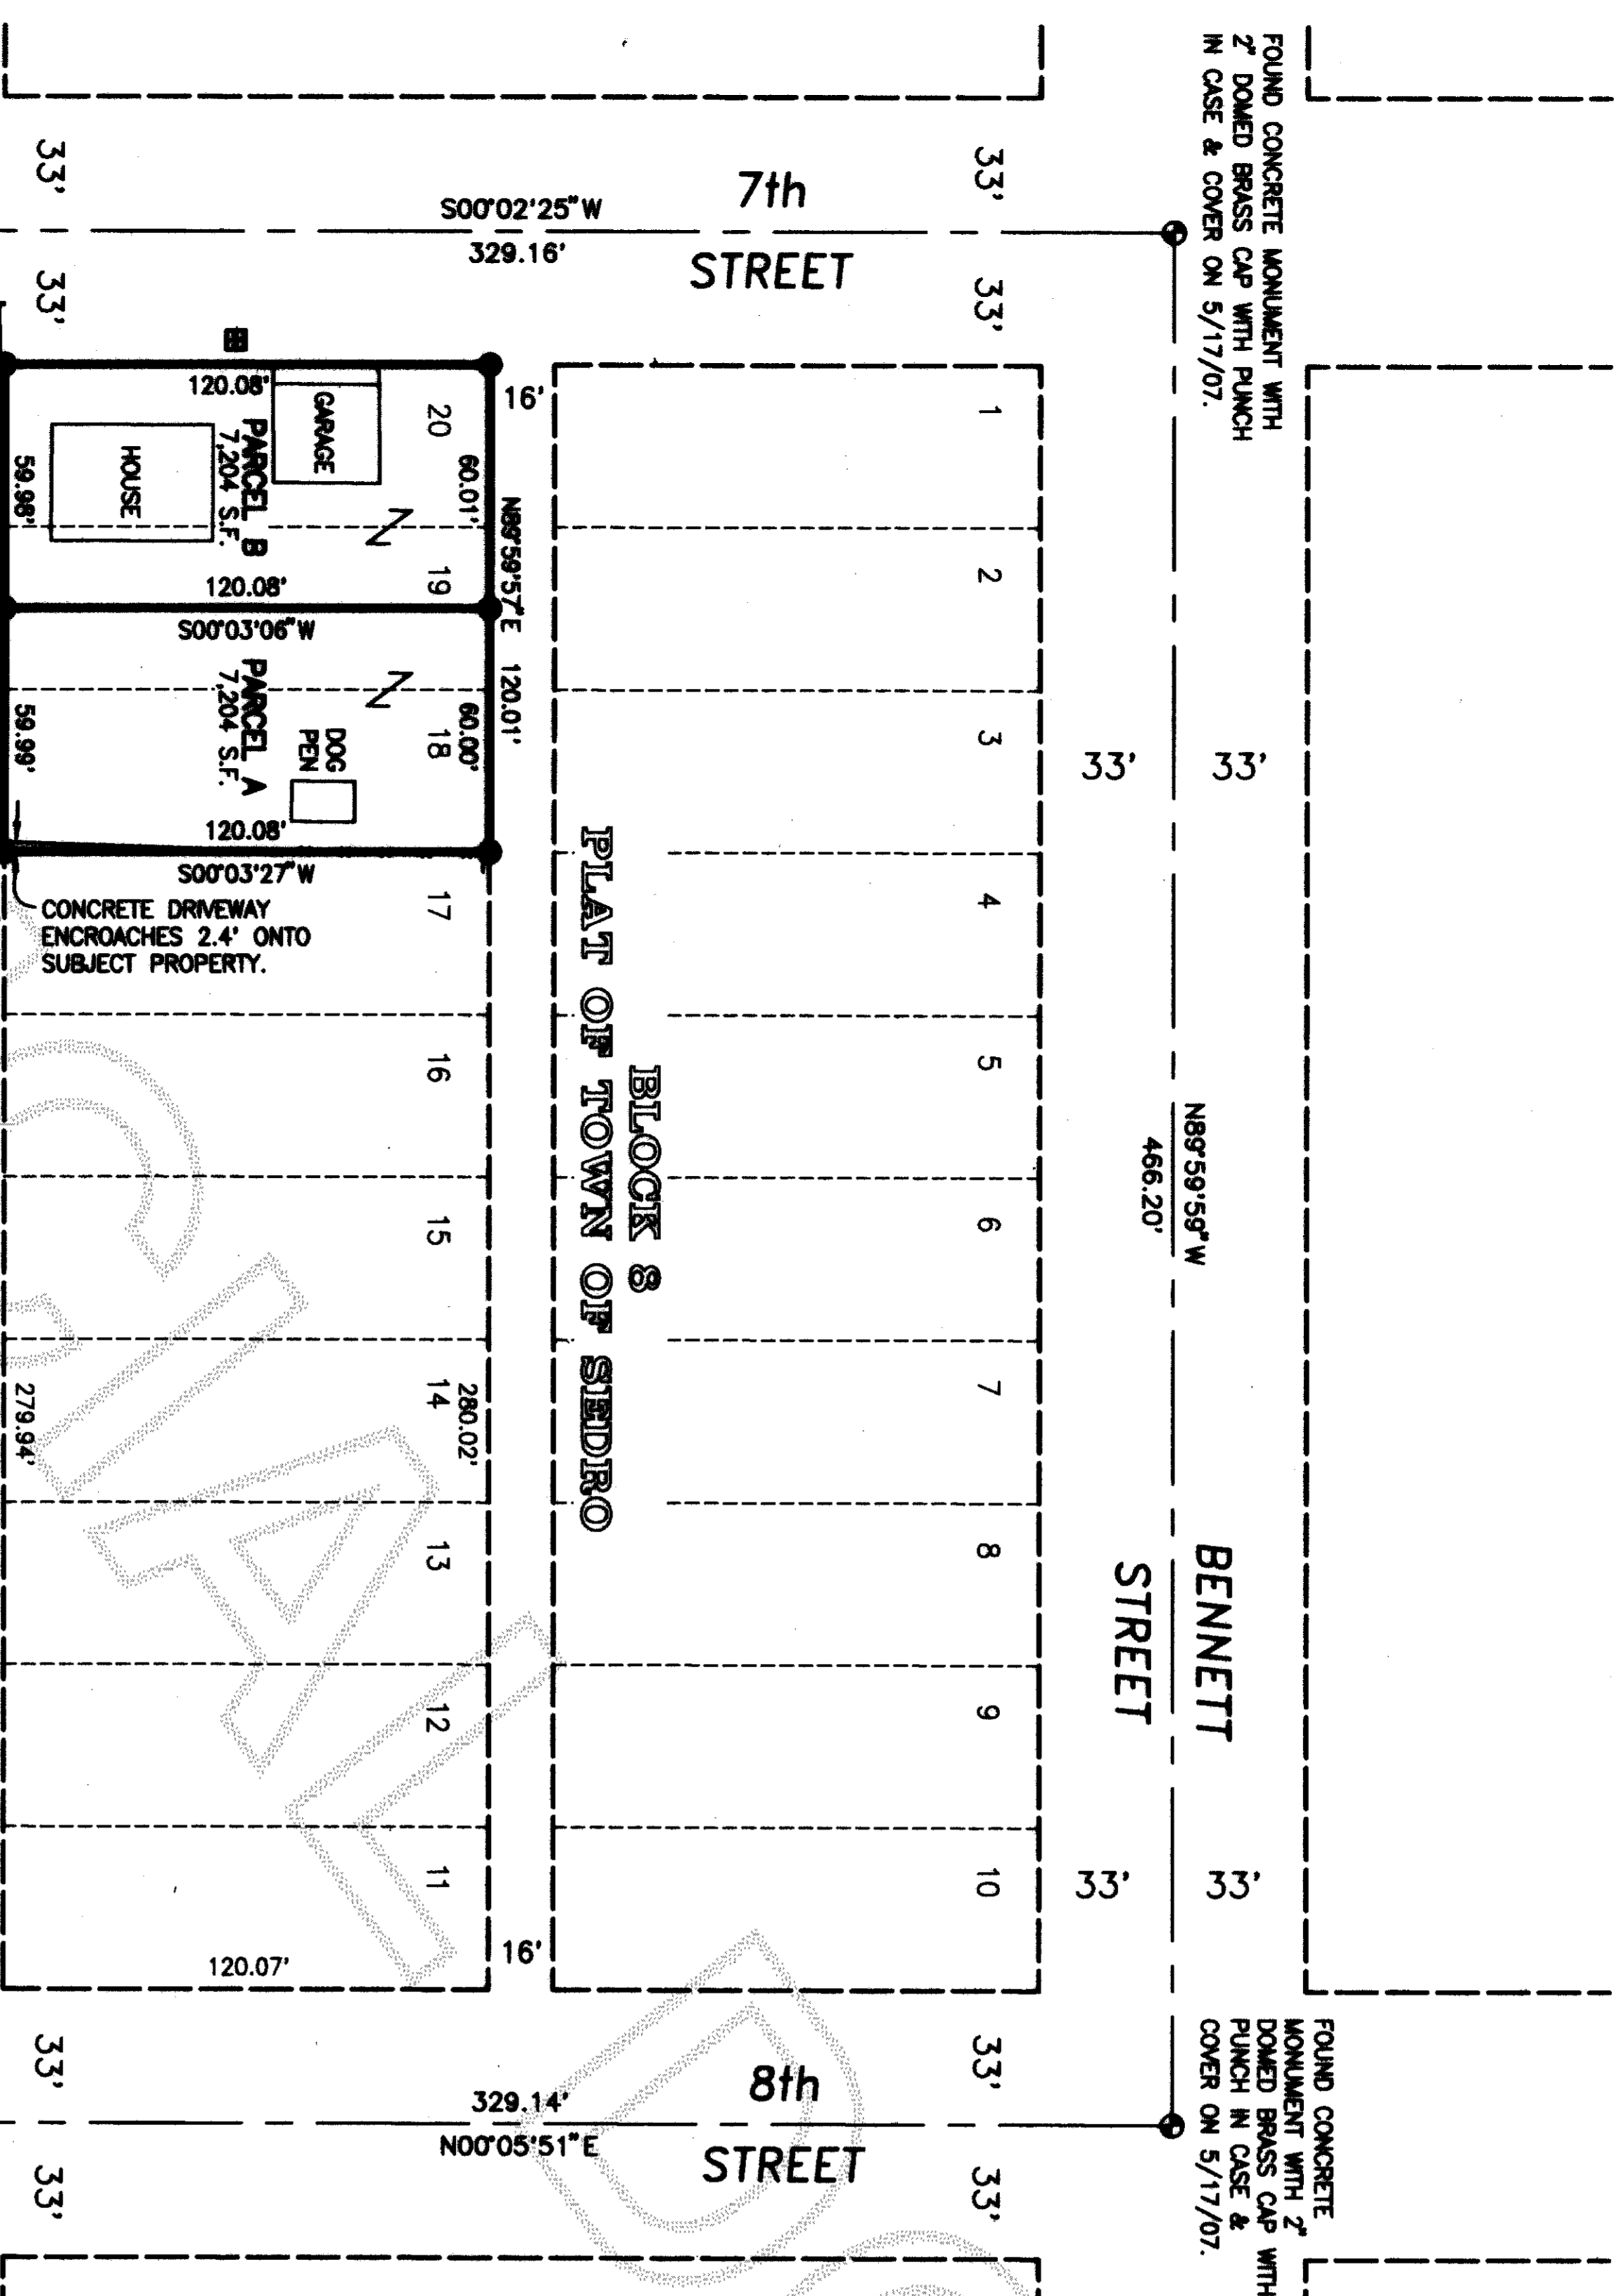 FOUND CONCRETE MONUMENT WITH
2" DOMED BRASS CAP WITH PUNCH
IN CASE & COVER ON 5/17/07.
FOUND CONCRETE
MONUMENT WITH 2"
DOMED BRASS CAP WITH
PUNCH IN CASE &
COVER ON 5/17/07.
33'
33'
BENNETT
STREET
N89°59'59"W
466.20'
33'
33'
33'
33'
7th
STREET
S00°02'25"W
329.16'
33'
33'
33'
33'
8th
STREET
329.14'
N00°05'51"E
33'
33'
1
2
3
4
5
6
7
8
9
10
BLOCK 8
PLAT OF TOWN OF SEDRO
16'
16'
N89°59'57"E 120.01'
60.01'
60.00'
280.02'
20
19
18
17
16
15
14
13
12
11
120.08'
GARAGE
HOUSE
PARCEL B
7,204 S.F.
Z
59.98'
120.08'
S00°03'06"W
PARCEL A
7,204 S.F.
Z
DOG
PEN
59.99'
120.08'
S00°03'27"W
CONCRETE DRIVEWAY
ENCROACHES 2.4' ONTO
SUBJECT PROPERTY.
279.94'
120.07'
33'
33'